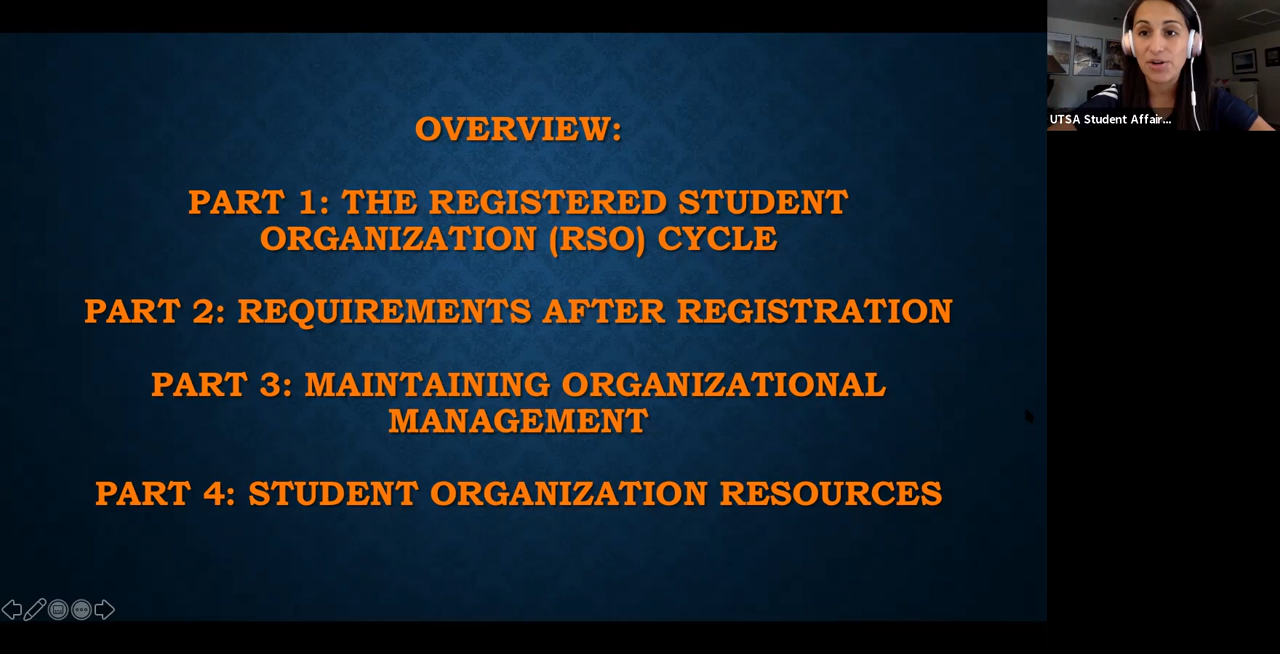 OVERVIEW:
PART 1: THE REGISTERED STUDENT
ORGANIZATION (RSO) CYCLE
PART 2: REQUIREMENTS AFTER REGISTRATION
PART 3: MAINTAINING ORGANIZATIONAL
MANAGEMENT
PART 4: STUDENT ORGANIZATION RESOURCES
UTSA Student Affair...